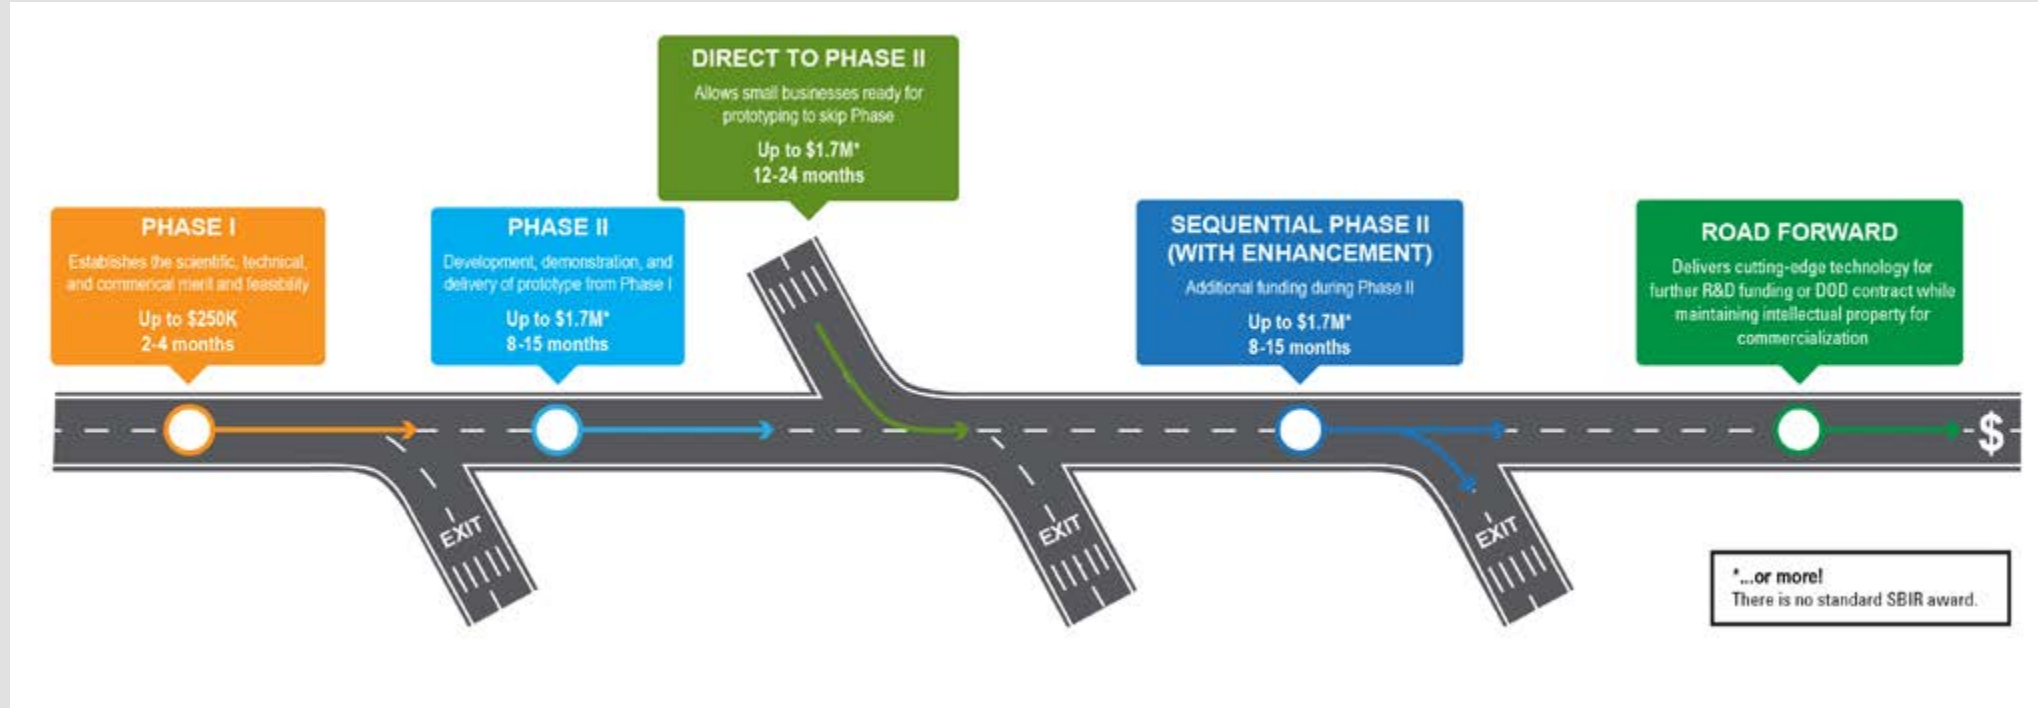 DIRECT TO PHASE II
Allows small businesses ready for
prototyping to skip Phase
Up to $1.7M*
12-24 months
PHASE I
Establishes the scientific, technical,
and commerical merit and feasibility
Up to $250K
2-4 months
PHASE II
Development, demonstration, and
delivery of prototype from Phase I
Up to $1.7M*
8-15 months
SEQUENTIAL PHASE II
(WITH ENHANCEMENT)
Additional funding during Phase II
Up to $1.7M*
8-15 months
ROAD FORWARD
Delivers cutting-edge technology for
further R&D funding or DOD contract while
maintaining intellectual property for
commercialization
$
EXIT
EXIT
EXIT
*...or more!
There is no standard SBIR award.